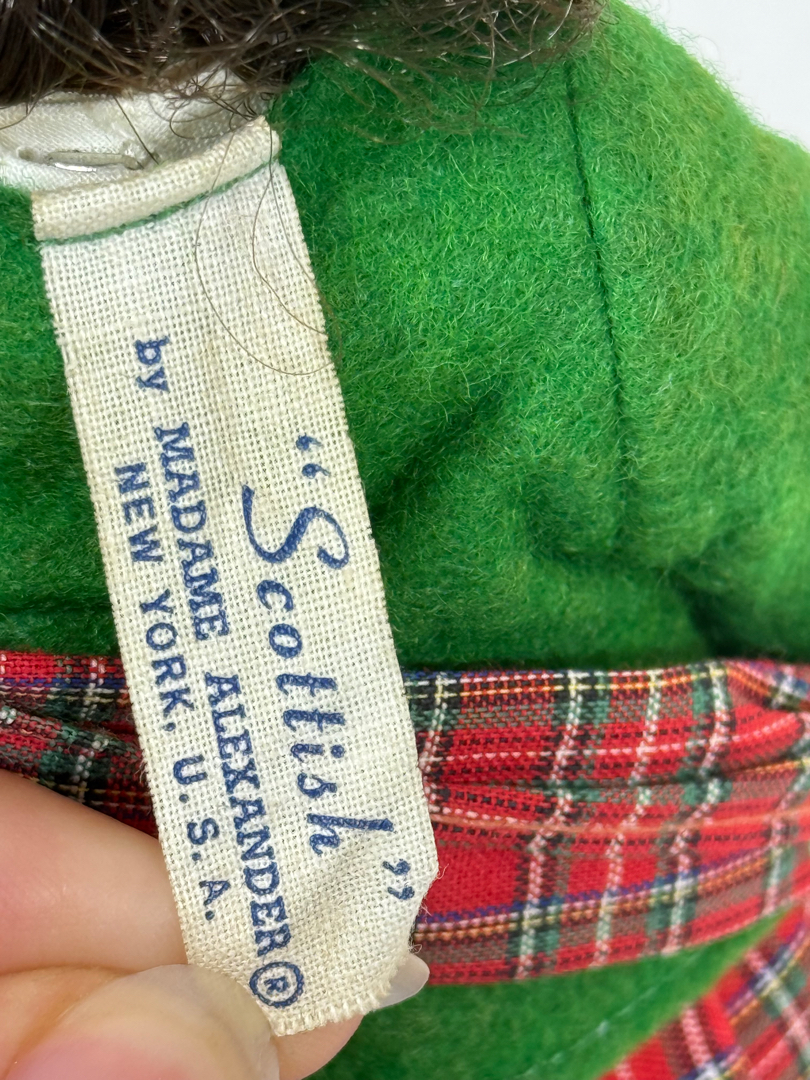 “Scottish”
by MADAME ALEXANDER®
NEW YORK, U.S.A.